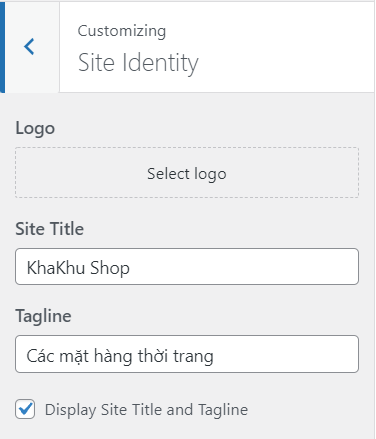 Customizing
Site Identity
Logo
Select logo
Site Title
KhaKhu Shop
Tagline
Các mặt hàng thời trang
Display Site Title and Tagline